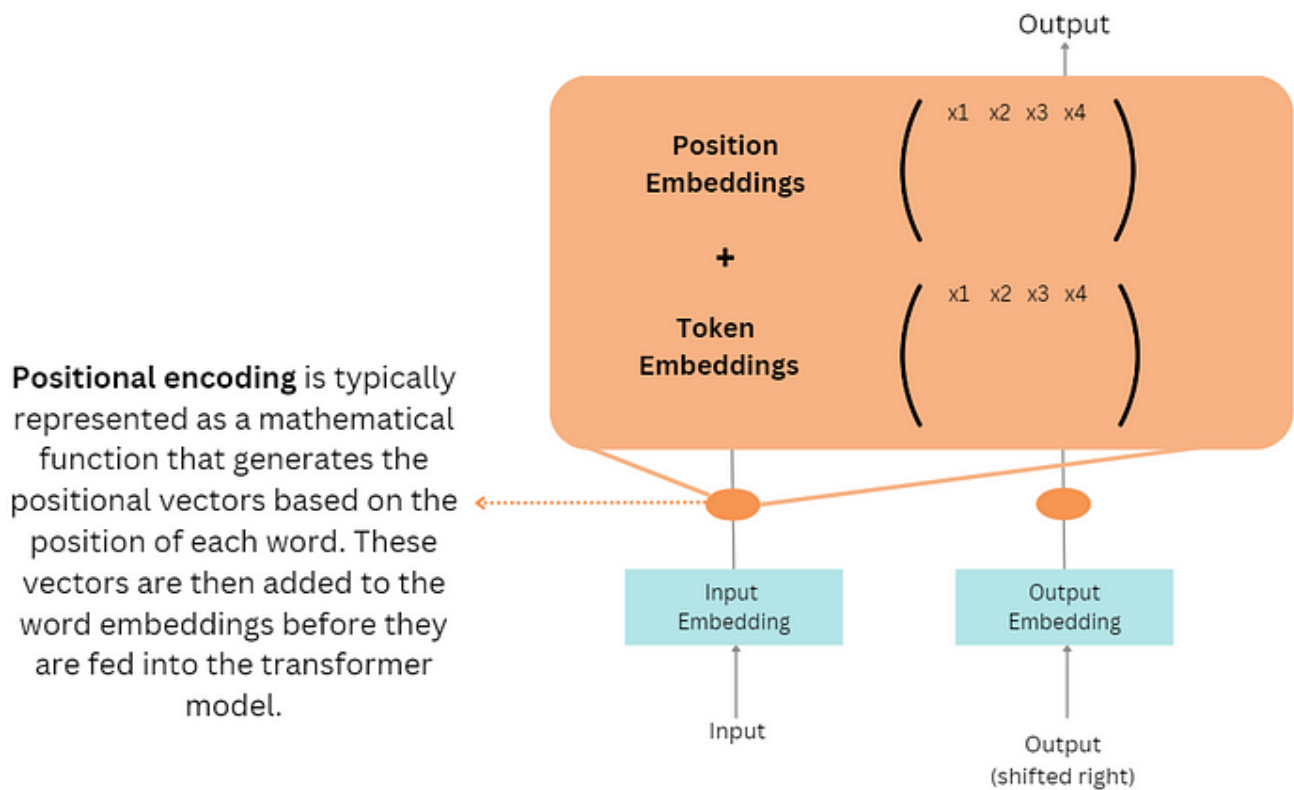 Output
Position
Embeddings
x1 x2 x3 x4
+
Token
Embeddings
x1 x2 x3 x4
Positional encoding is typically
represented as a mathematical
function that generates the
positional vectors based on the
position of each word. These
vectors are then added to the
word embeddings before they
are fed into the transformer
model.
Input
Embedding
Output
Embedding
Input
Output
(shifted right)